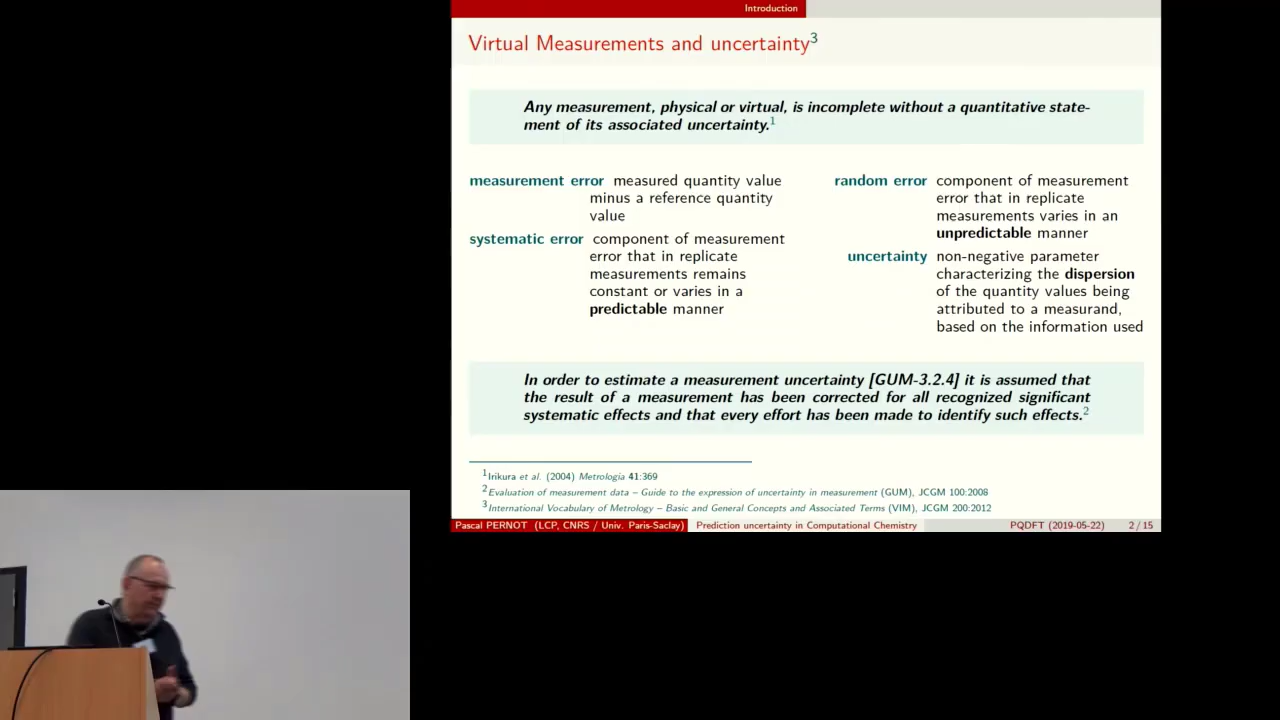 Introduction
Virtual Measurements and uncertainty3
Any measurement, physical or virtual, is incomplete without a quantitative state-
ment of its associated uncertainty.1
measurement error measured quantity value
minus a reference quantity
value
systematic error component of measurement
error that in replicate
measurements remains
constant or varies in a
predictable manner
random error component of measurement
error that in replicate
measurements varies in an
unpredictable manner
uncertainty non-negative parameter
characterizing the dispersion
of the quantity values being
attributed to a measurand,
based on the information used
In order to estimate a measurement uncertainty [GUM-3.2.4] it is assumed that
the result of a measurement has been corrected for all recognized significant
systematic effects and that every effort has been made to identify such effects.2
1Irikura et al. (2004) Metrologia 41:369
2Evaluation of measurement data – Guide to the expression of uncertainty in measurement (GUM), JCGM 100:2008
3International Vocabulary of Metrology – Basic and General Concepts and Associated Terms (VIM), JCGM 200:2012
Pascal PERNOT (LCP, CNRS / Univ. Paris-Saclay) Prediction uncertainty in Computational Chemistry PQDFT (2019-05-22) 2 / 15